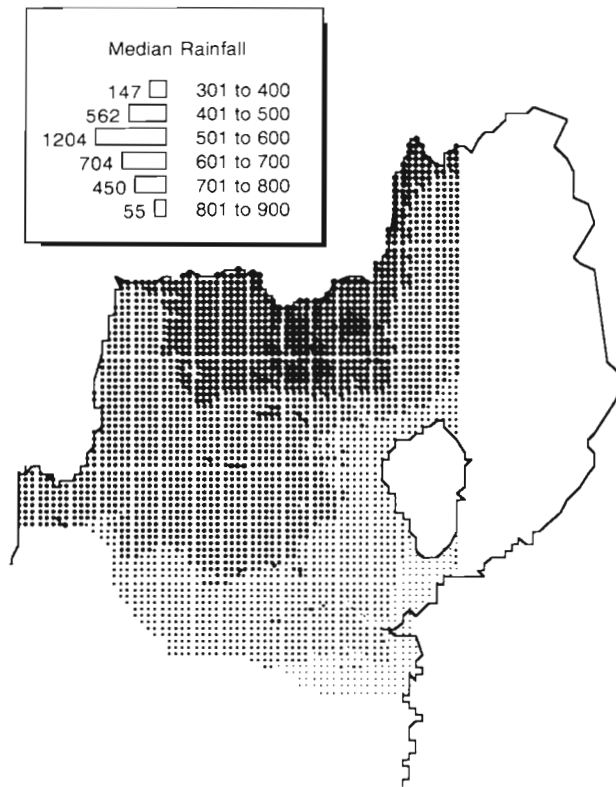 Median Rainfall
147 301 to 400
562 401 to 500
1204 501 to 600
704 601 to 700
450 701 to 800
55 801 to 900